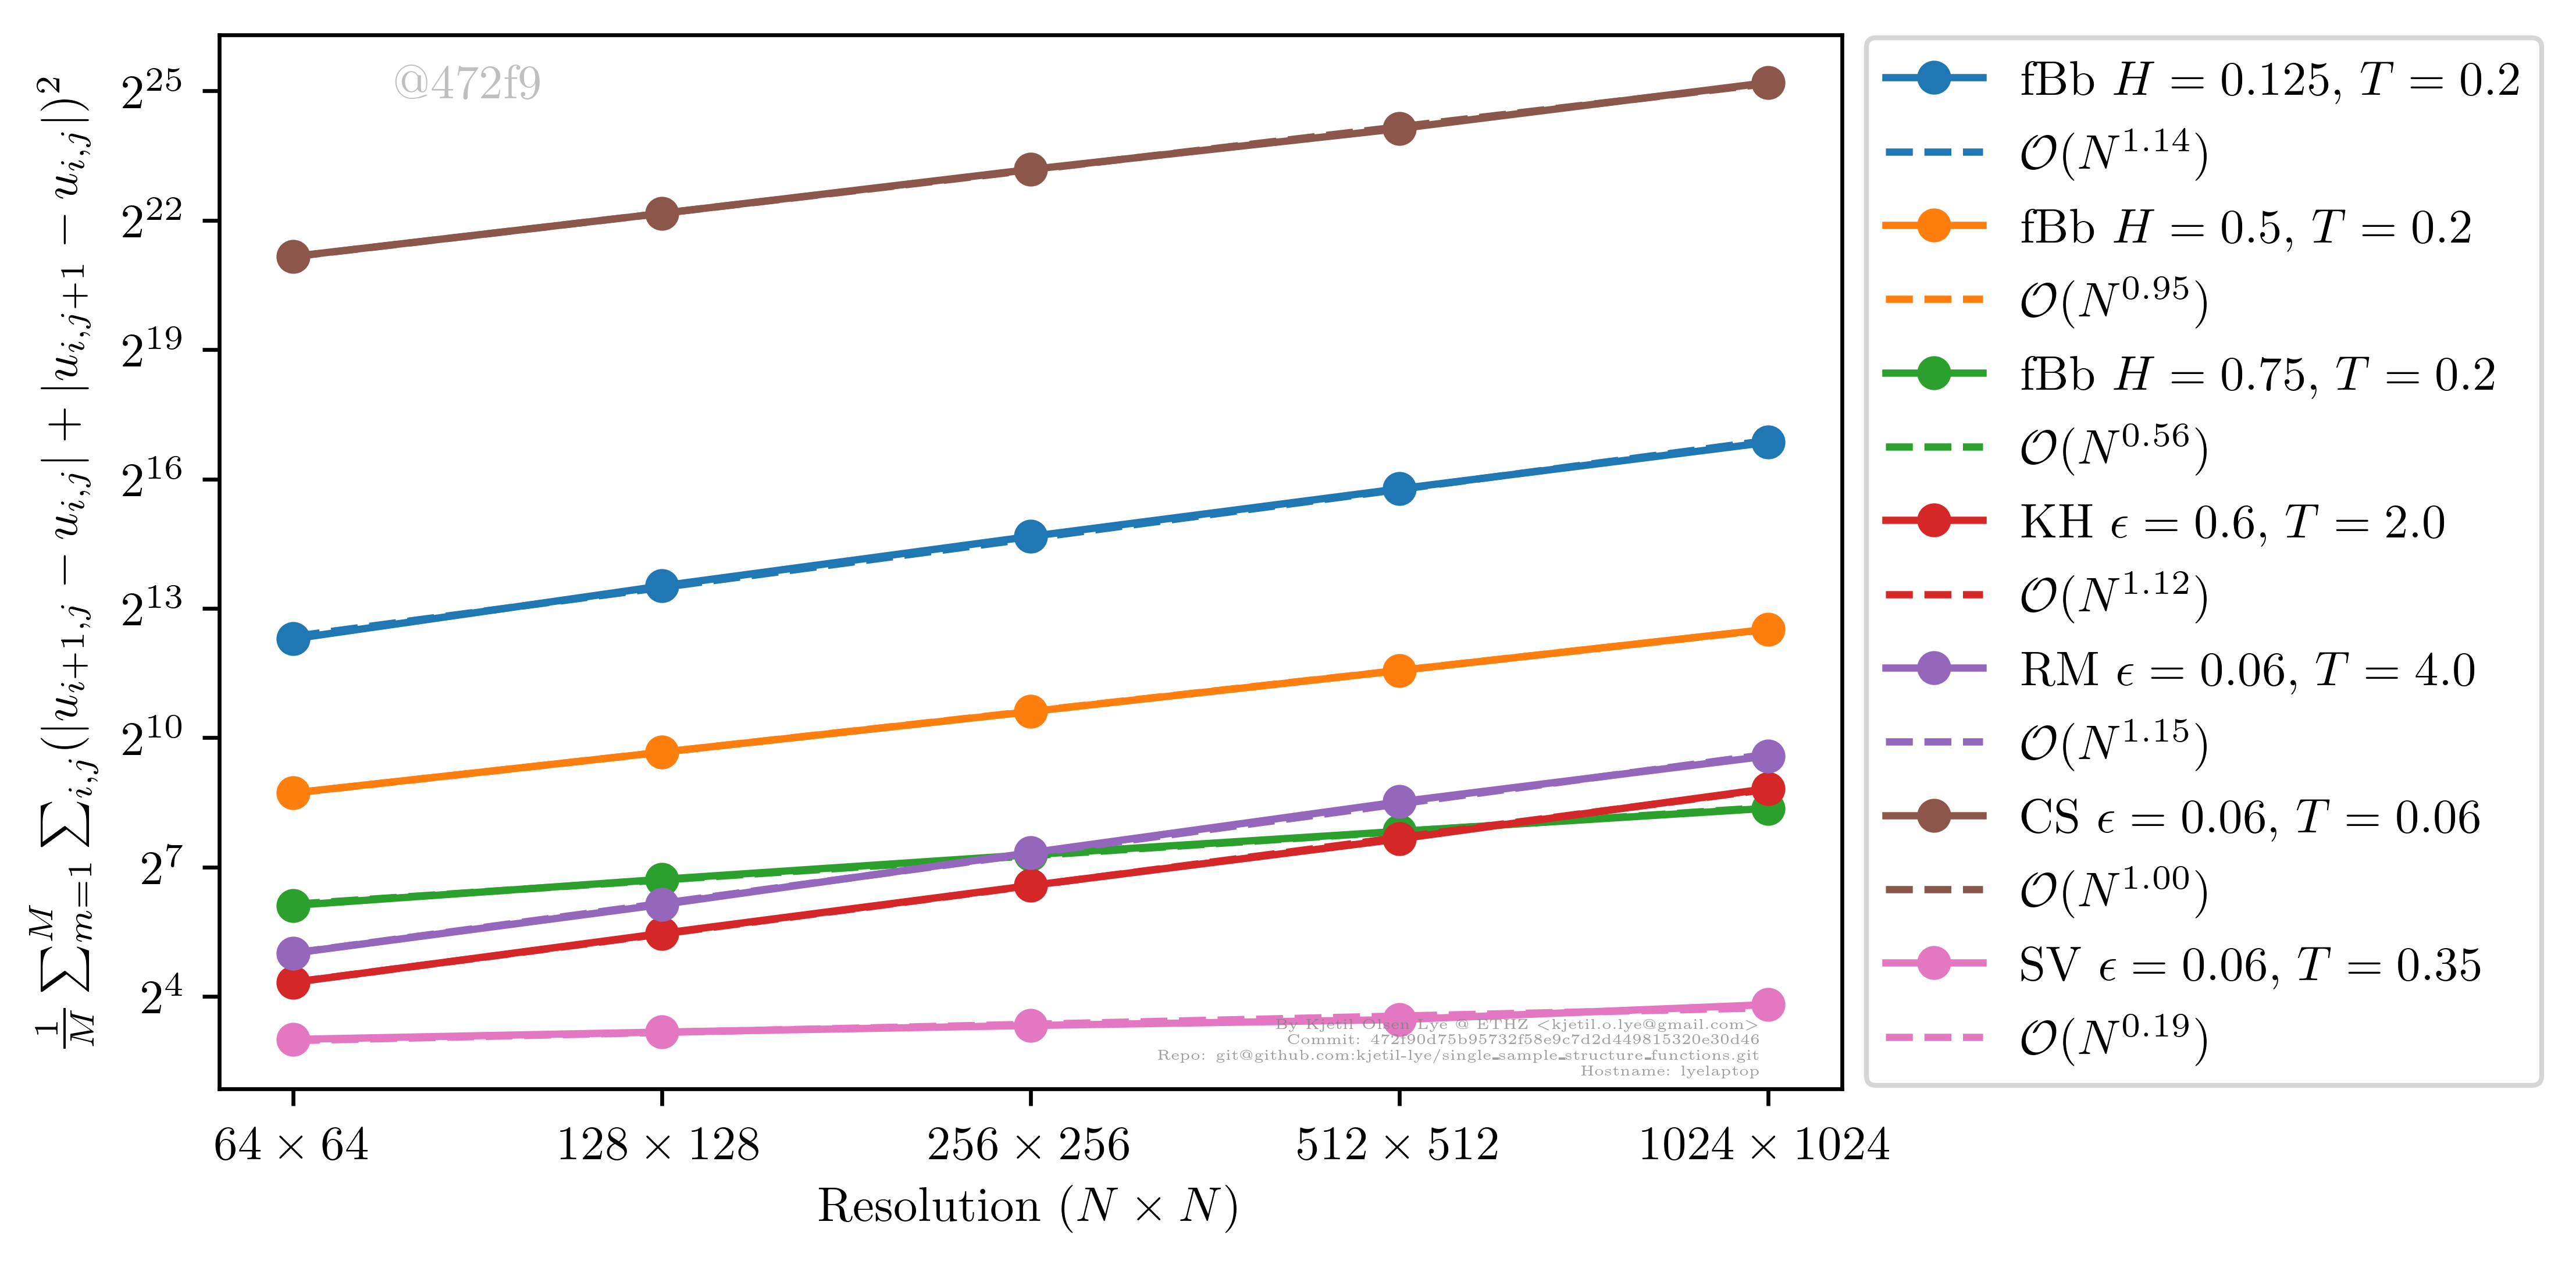 @472f9
2^25
2^22
2^19
2^16
2^13
2^10
2^7
2^4
1/M ∑_{m=1}^{M} ∑_{i,j}(|u_{i+1,j} − u_{i,j}| + |u_{i,j+1} − u_{i,j}|)^2
64 × 64
128 × 128
256 × 256
512 × 512
1024 × 1024
Resolution (N × N)
By Kjetil Olsen Lye @ ETHZ <kjetil.o.lye@gmail.com>
Commit: 472f90d75b95732f58e9c7d2d449815320e30d46
Repo: git@github.com:kjetil-lye/single_sample_structure_functions.git
Hostname: lyelaptop
fBb H = 0.125, T = 0.2
𝒪(N^1.14)
fBb H = 0.5, T = 0.2
𝒪(N^0.95)
fBb H = 0.75, T = 0.2
𝒪(N^0.56)
KH ϵ = 0.6, T = 2.0
𝒪(N^1.12)
RM ϵ = 0.06, T = 4.0
𝒪(N^1.15)
CS ϵ = 0.06, T = 0.06
𝒪(N^1.00)
SV ϵ = 0.06, T = 0.35
𝒪(N^0.19)